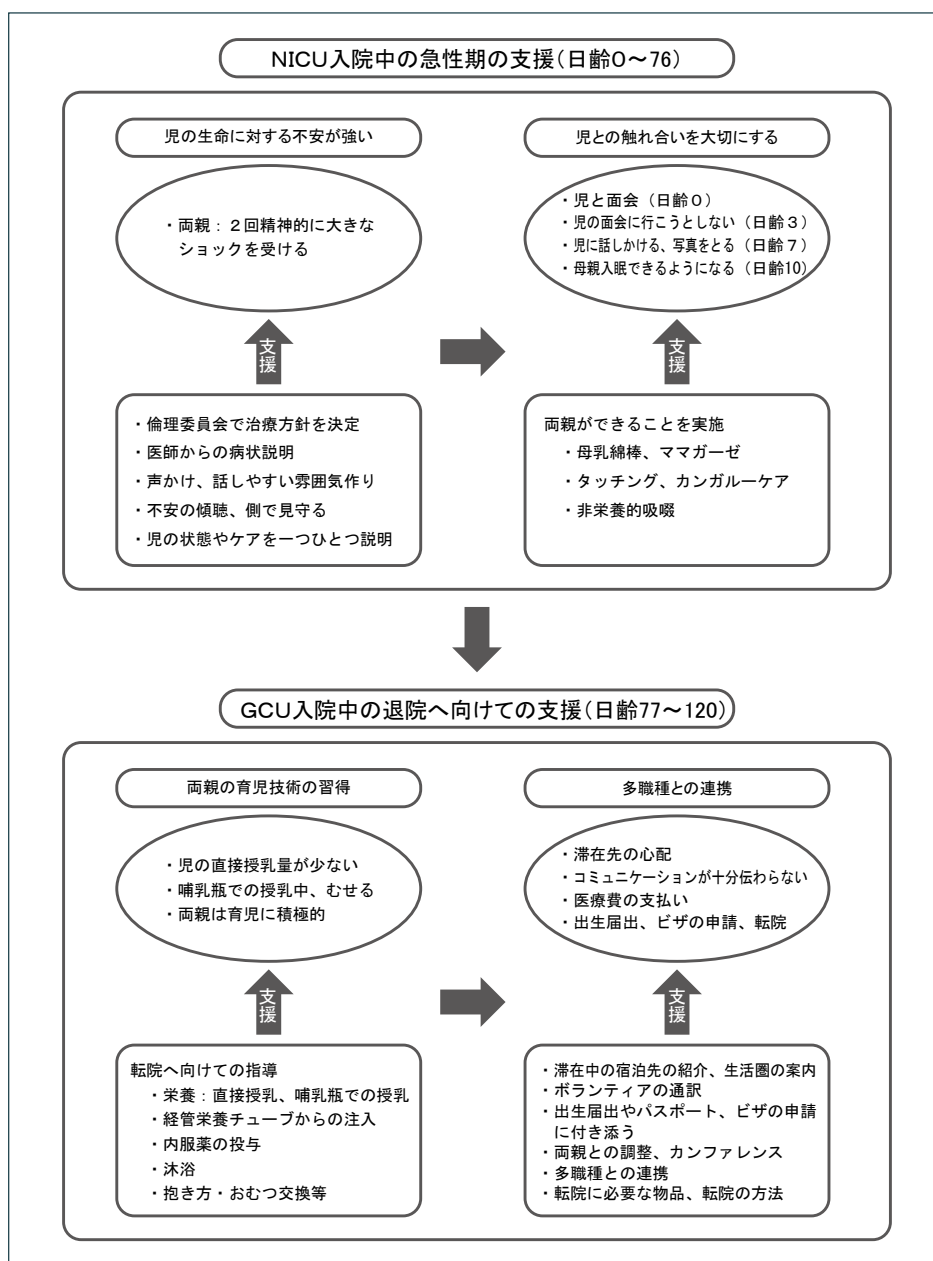 NICU入院中の急性期の支援（日齢0～76）
児の生命に対する不安が強い
・両親：２回精神的に大きな
ショックを受ける
支援
・倫理委員会で治療方針を決定
・医師からの病状説明
・声かけ、話しやすい雰囲気作り
・不安の傾聴、側で見守る
・児の状態やケアを一つひとつ説明
児との触れ合いを大切にする
・児と面会（日齢０）
・児の面会に行こうとしない（日齢３）
・児に話しかける、写真をとる（日齢７）
・母親入眠できるようになる（日齢10）
支援
両親ができることを実施
・母乳綿棒、ママガーゼ
・タッチング、カンガルーケア
・非栄養的吸啜
GCU入院中の退院へ向けての支援（日齢77～120）
両親の育児技術の習得
・児の直接授乳量が少ない
・哺乳瓶での授乳中、むせる
・両親は育児に積極的
支援
転院へ向けての指導
・栄養：直接授乳、哺乳瓶での授乳
・経管栄養チューブからの注入
・内服薬の投与
・沐浴
・抱き方・おむつ交換等
多職種との連携
・滞在先の心配
・コミュニケーションが十分伝わらない
・医療費の支払い
・出生届出、ビザの申請、転院
支援
・滞在中の宿泊先の紹介、生活圏の案内
・ボランティアの通訳
・出生届出やパスポート、ビザの申請
に付き添う
・両親との調整、カンファレンス
・多職種との連携
・転院に必要な物品、転院の方法